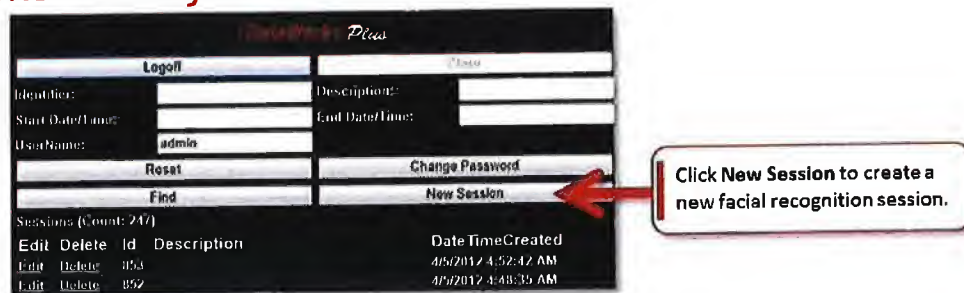 DataWorks Plus
Logoff Close
Identifier: Description:
Start Date/Time: End Date/Time:
UserName: admin
Reset Change Password
Find New Session
Sessions (Count: 247)
Edit Delete Id Description DateTimeCreated
Edit Delete 853 4/5/2012 4:52:42 AM
Edit Delete 852 4/5/2012 4:48:35 AM
Click New Session to create a
new facial recognition session.